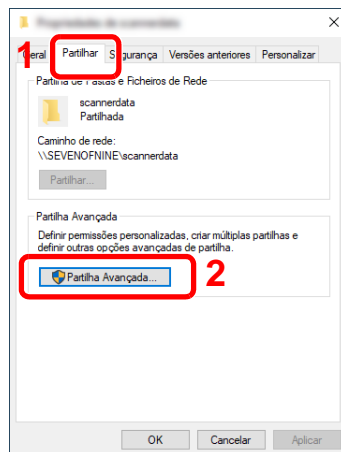 1
Geral Partilhar Segurança Versões anteriores Personalizar
Partilha de Pastas e Ficheiros de Rede
scannerdata
Partilhada
Caminho de rede:
\\SEVENOFNINE\scannerdata
Partilhar...
Partilha Avançada
Definir permissões personalizadas, criar múltiplas partilhas e
definir outras opções avançadas de partilha.
Partilha Avançada...
2
OK Cancelar Aplicar